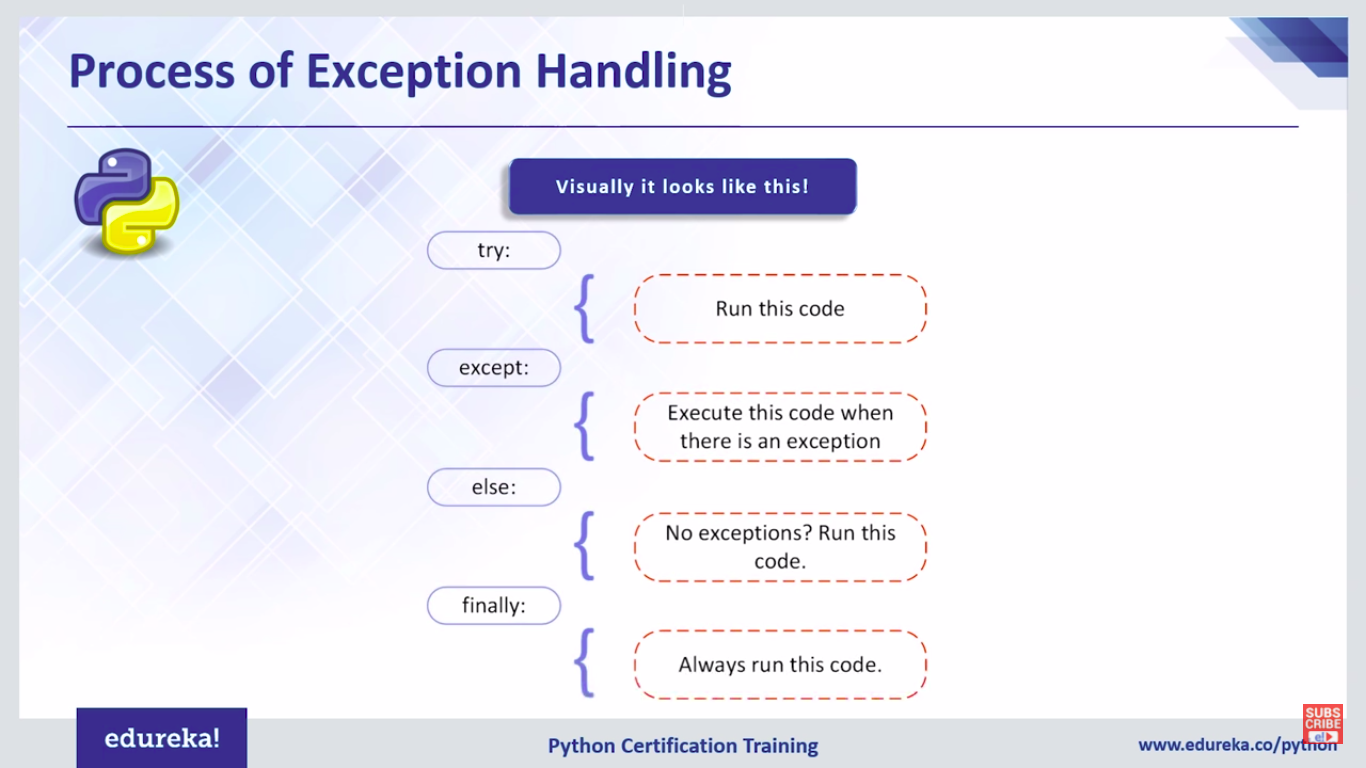 Process of Exception Handling
Visually it looks like this!
try:
Run this code
except:
Execute this code when
there is an exception
else:
No exceptions? Run this
code.
finally:
Always run this code.
edureka!
Python Certification Training
www.edureka.co/python
SUBS
CRIBE
e!